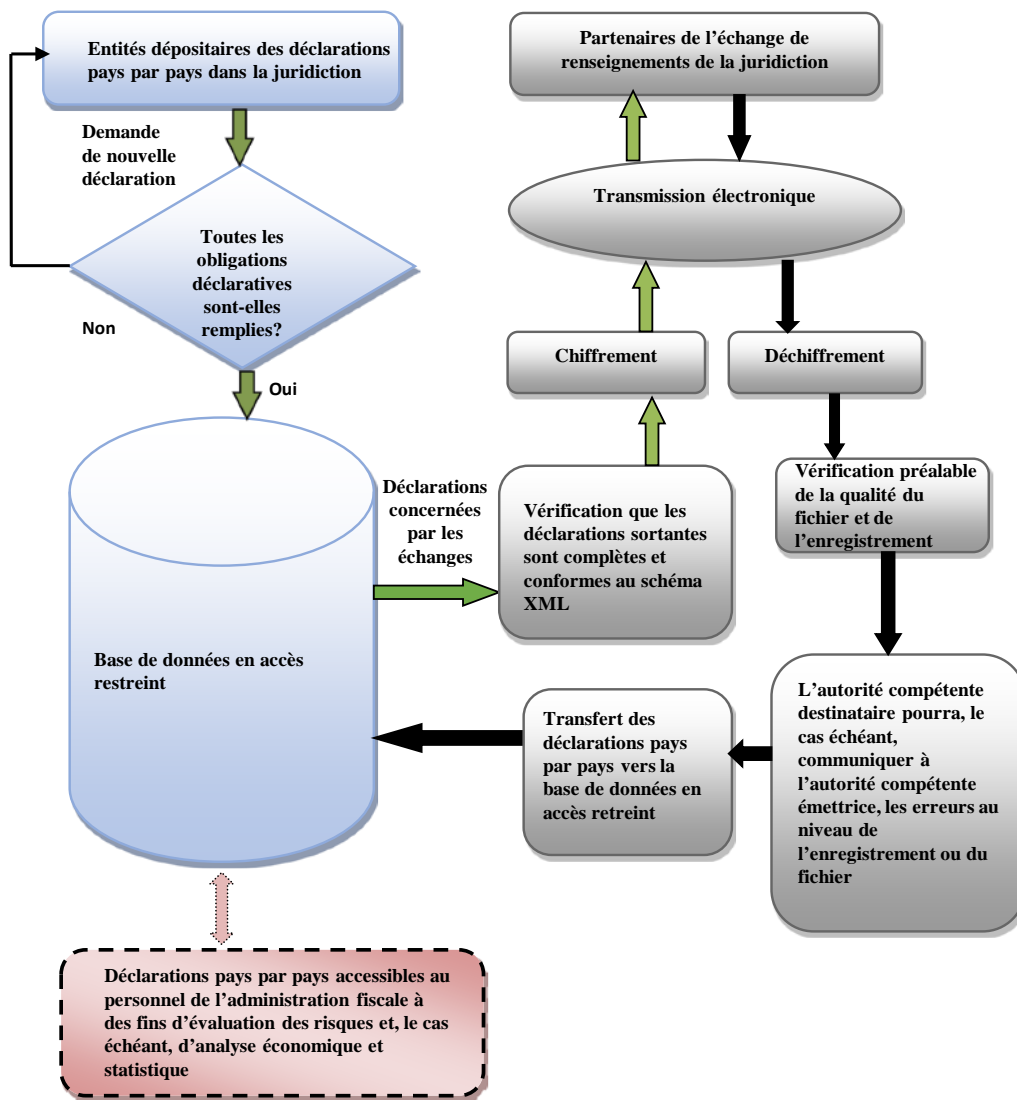 Entités dépositaires des déclarations
pays par pays dans la juridiction
Demande
de nouvelle
déclaration
Toutes les
obligations
déclaratives
sont-elles
remplies?
Non
Oui
Base de données en accès
restreint
Déclarations
concernées
par les
échanges
Vérification que les
déclarations sortantes
sont complètes et
conformes au schéma
XML
Chiffrement
Transmission électronique
Partenaires de l’échange de
renseignements de la juridiction
Déchiffrement
Vérification préalable
de la qualité du
fichier et de
l’enregistrement
L’autorité compétente
destinataire pourra, le
cas échéant,
communiquer à
l’autorité compétente
émettrice, les erreurs au
niveau de
l’enregistrement ou du
fichier
Transfert des
déclarations pays
par pays vers la
base de données en
accès retreint
Déclarations pays par pays accessibles au
personnel de l’administration fiscale à
des fins d’évaluation des risques et, le cas
échéant, d’analyse économique et
statistique